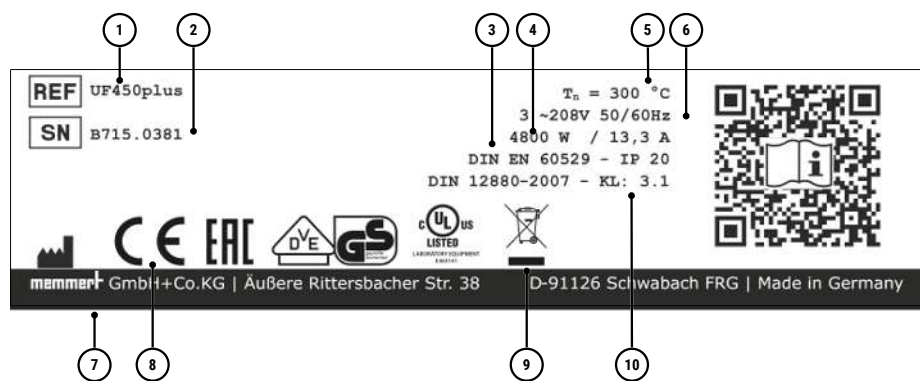 1 2 3 4 5 6
REF UF450plus
SN B715.0381
Tn = 300 °C
3 ~208V 50/60Hz
4800 W / 13,3 A
DIN EN 60529 - IP 20
DIN 12880-2007 - KL: 3.1
i
CE EAC DVE GS
C UL US
LISTED
LABORATORY EQUIPMENT
memmert GmbH+Co.KG | Äußere Rittersbacher Str. 38 D-91126 Schwabach FRG | Made in Germany
7 8 9 10